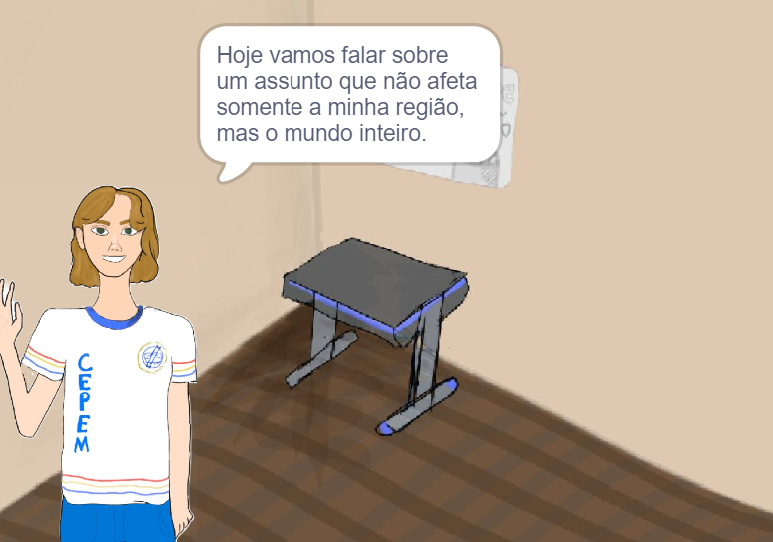 Hoje vamos falar sobre
um assunto que não afeta
somente a minha região,
mas o mundo inteiro.
CEPEM